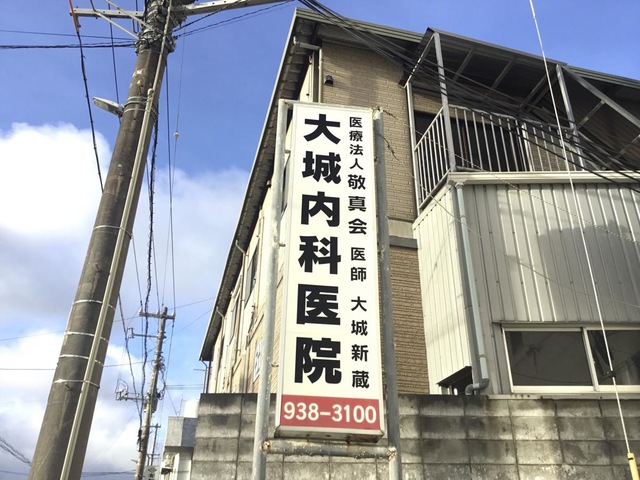 医療法人 敬真会 医師 大城新蔵
大城内科医院
938-3100